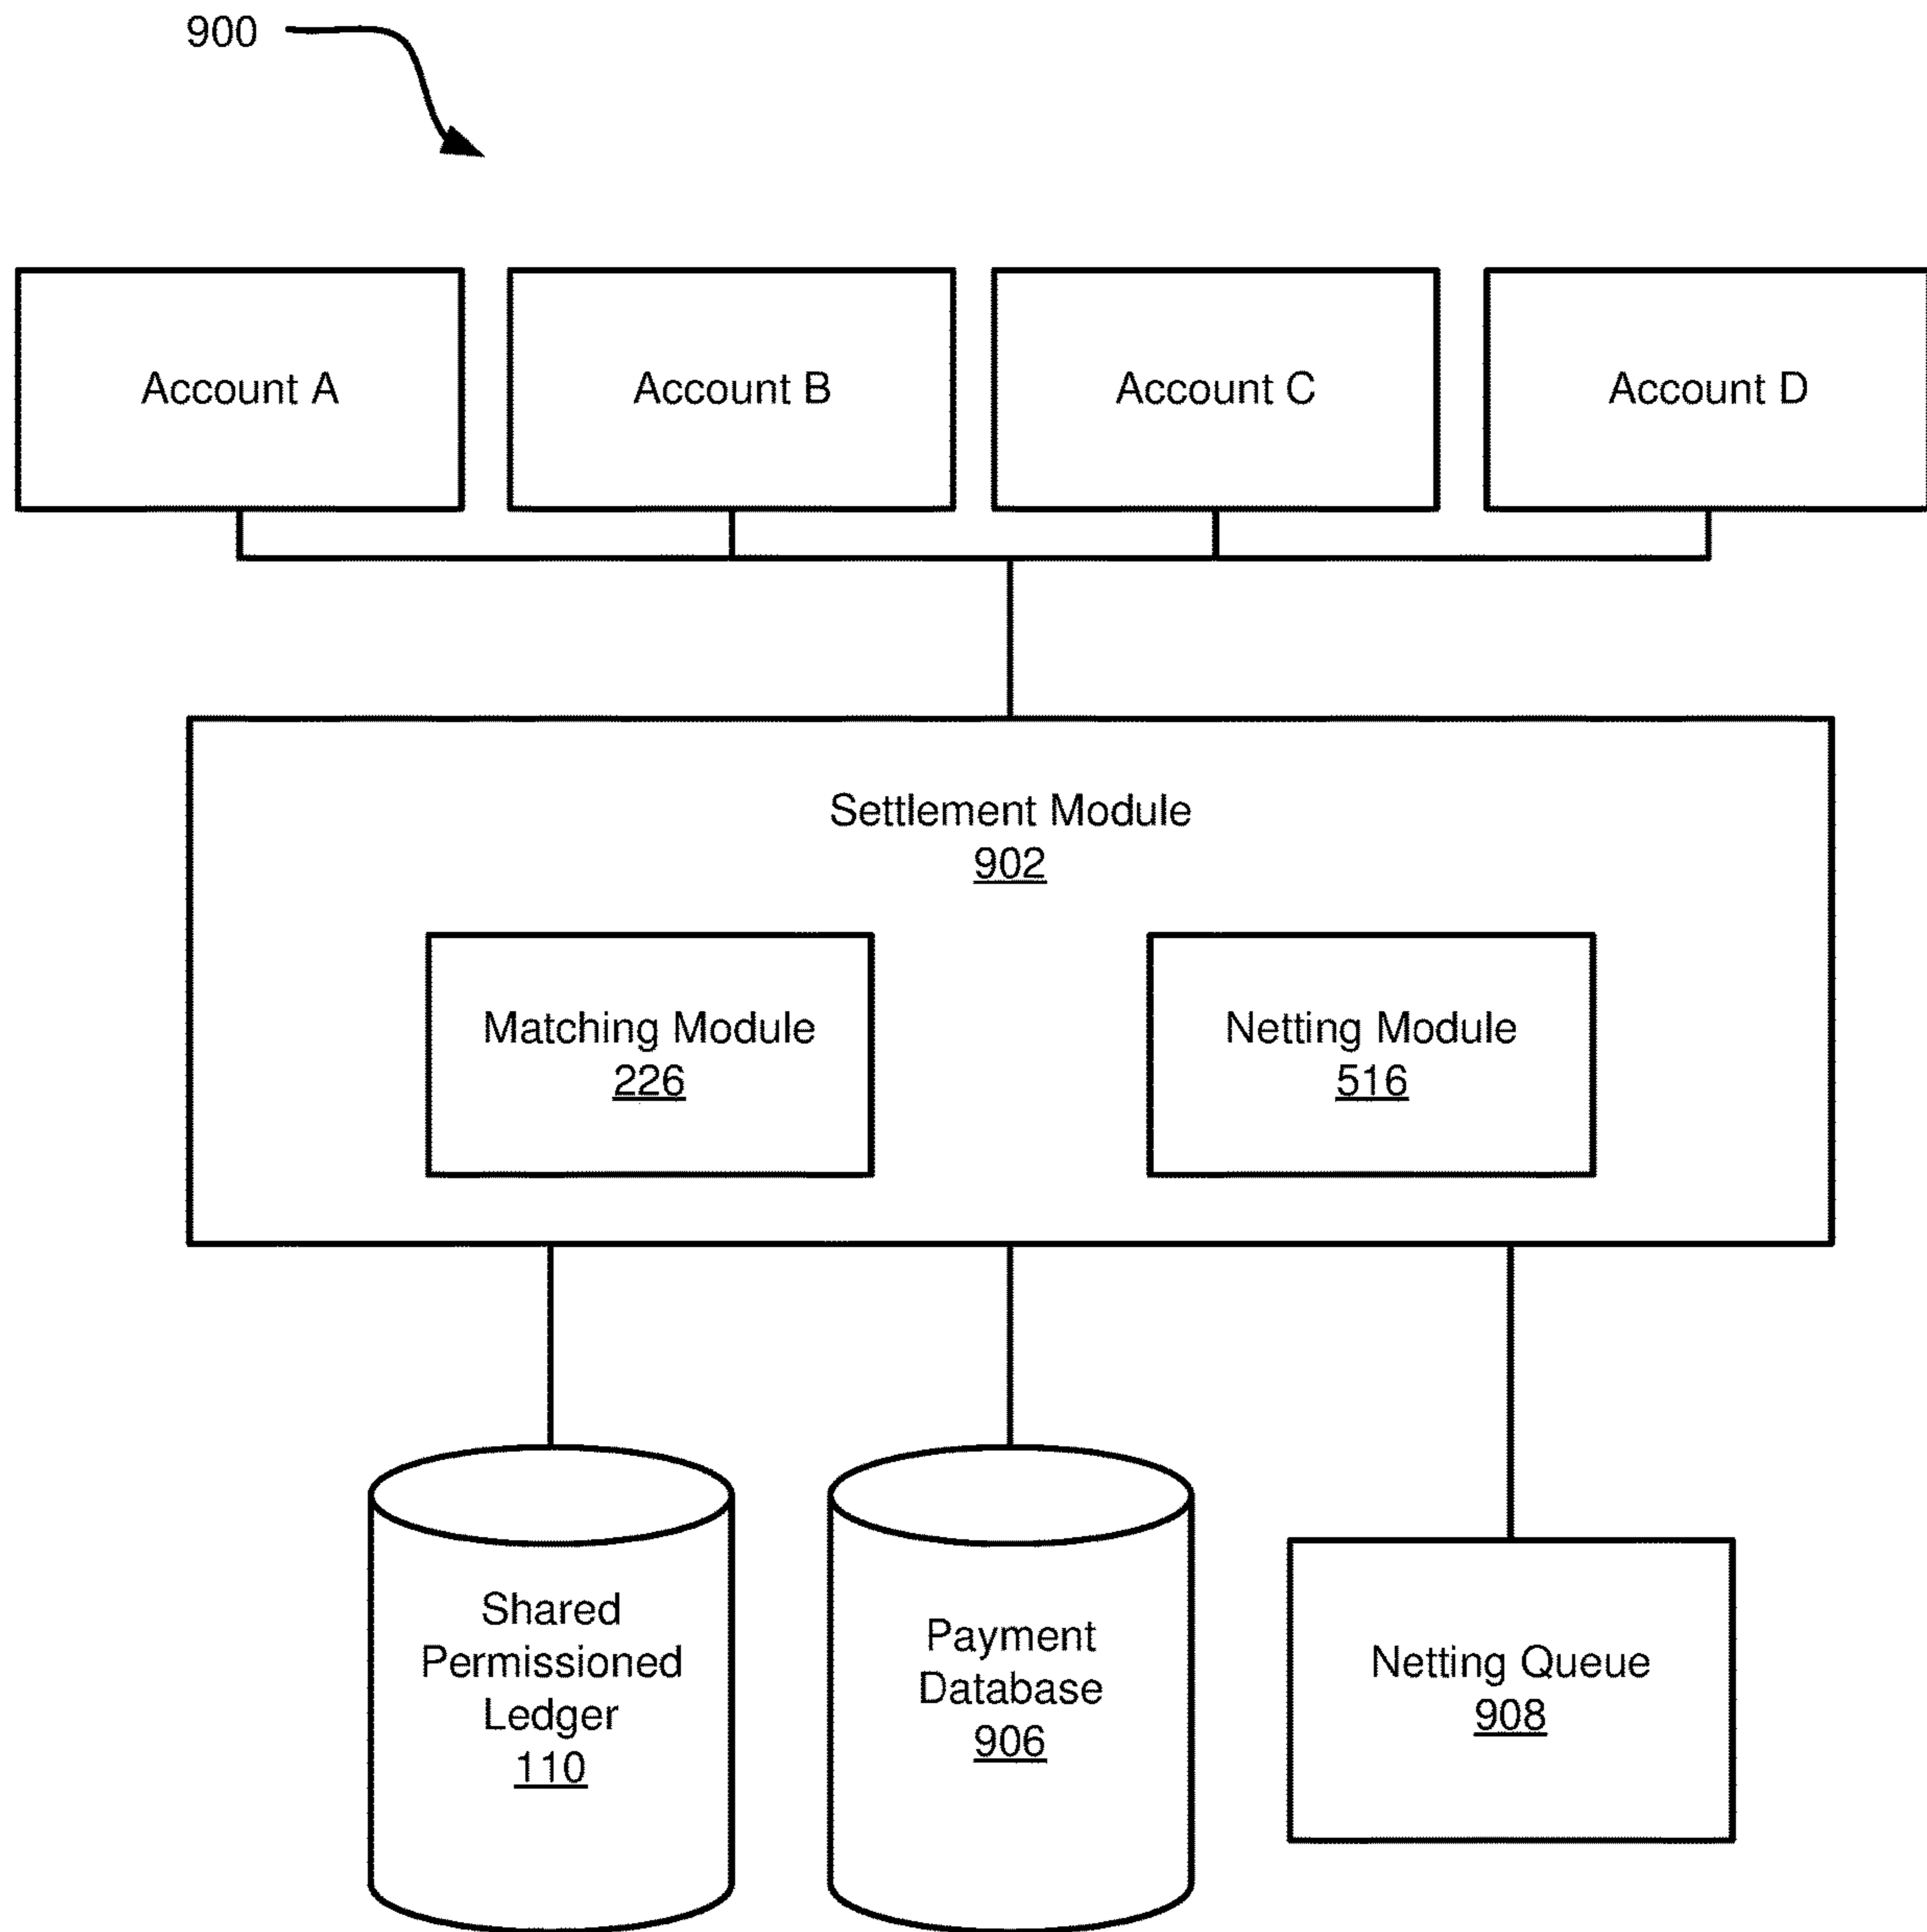 900
Account A
Account B
Account C
Account D
Settlement Module
902
Matching Module
226
Netting Module
516
Shared
Permissioned
Ledger
110
Payment
Database
906
Netting Queue
908